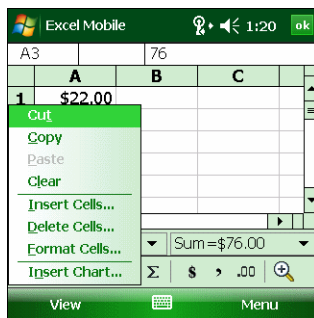 Excel Mobile 1:20 ok
A3 76
A B C
1 $22.00
Cut
Copy
Paste
Clear
Insert Cells...
Delete Cells...
Format Cells...
Insert Chart...
Sum=$76.00
Σ $ , .00
View Menu